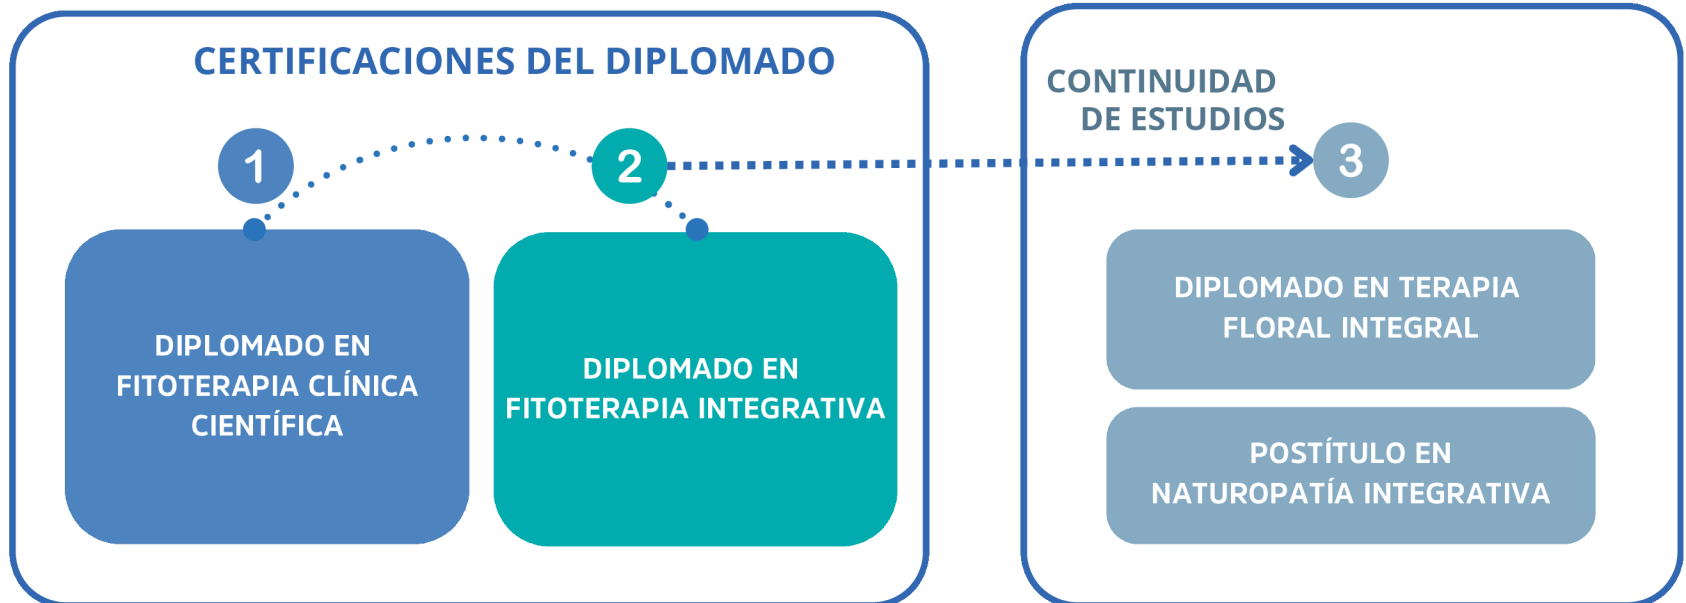 CERTIFICACIONES DEL DIPLOMADO
1
2
DIPLOMADO EN
FITOTERAPIA CLÍNICA
CIENTÍFICA
DIPLOMADO EN
FITOTERAPIA INTEGRATIVA
CONTINUIDAD
DE ESTUDIOS
3
DIPLOMADO EN TERAPIA
FLORAL INTEGRAL
POSTÍTULO EN
NATUROPATÍA INTEGRATIVA